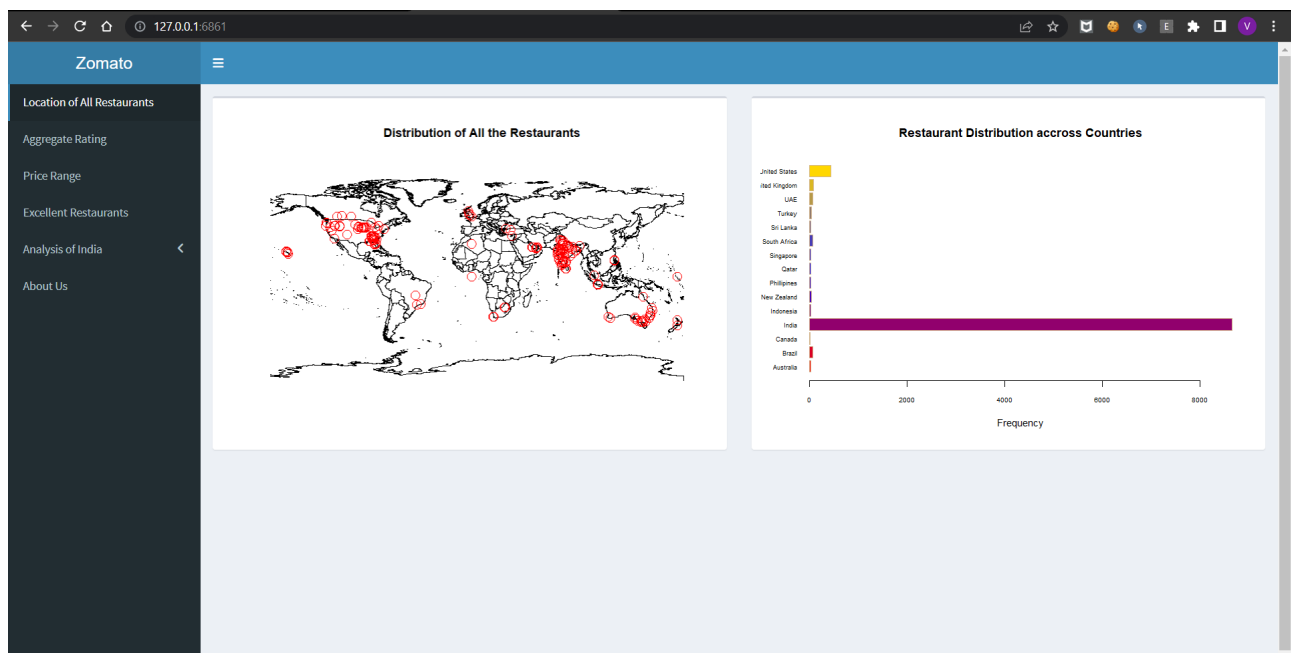 127.0.0.1:6861
E
V
Zomato
Location of All Restaurants
Aggregate Rating
Price Range
Excellent Restaurants
Analysis of India
About Us
Distribution of All the Restaurants
Restaurant Distribution accross Countries
Jnited States
ited Kingdom
UAE
Turkey
Sri Lanka
South Africa
Singapore
Qatar
Phillipines
New Zealand
Indonesia
India
Canada
Brazil
Australia
0 2000 4000 6000 8000
Frequency